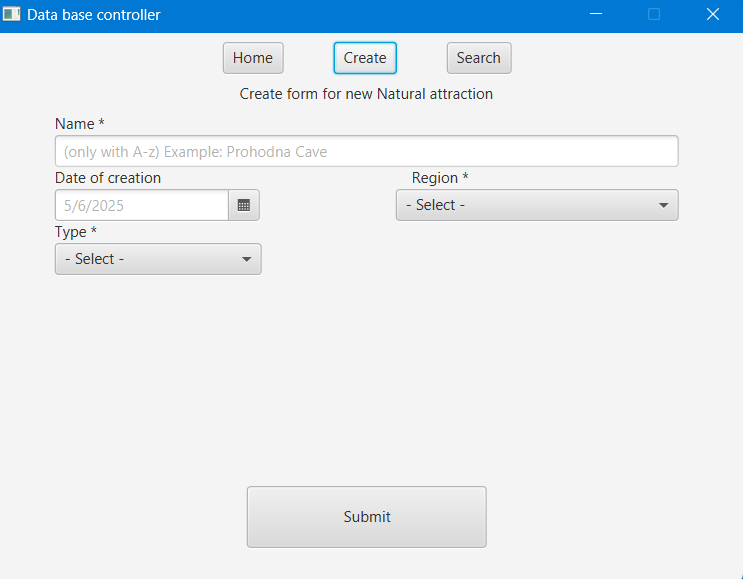 Data base controller
Home Create Search
Create form for new Natural attraction
Name *
(only with A-z) Example: Prohodna Cave
Date of creation Region *
5/6/2025 - Select -
Type *
- Select -
Submit